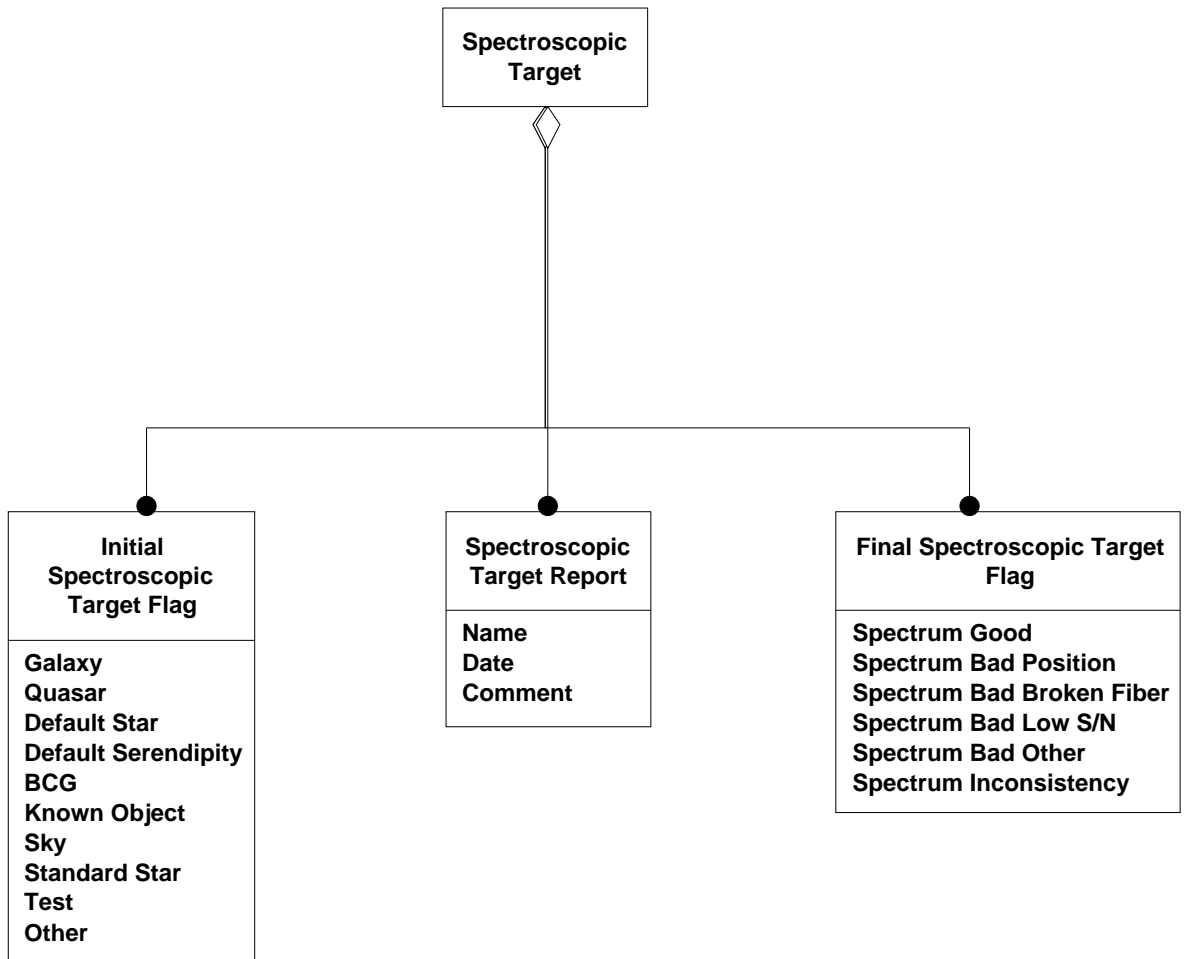 Spectroscopic
Target
Initial
Spectroscopic
Target Flag
Galaxy
Quasar
Default Star
Default Serendipity
BCG
Known Object
Sky
Standard Star
Test
Other
Spectroscopic
Target Report
Name
Date
Comment
Final Spectroscopic Target
Flag
Spectrum Good
Spectrum Bad Position
Spectrum Bad Broken Fiber
Spectrum Bad Low S/N
Spectrum Bad Other
Spectrum Inconsistency